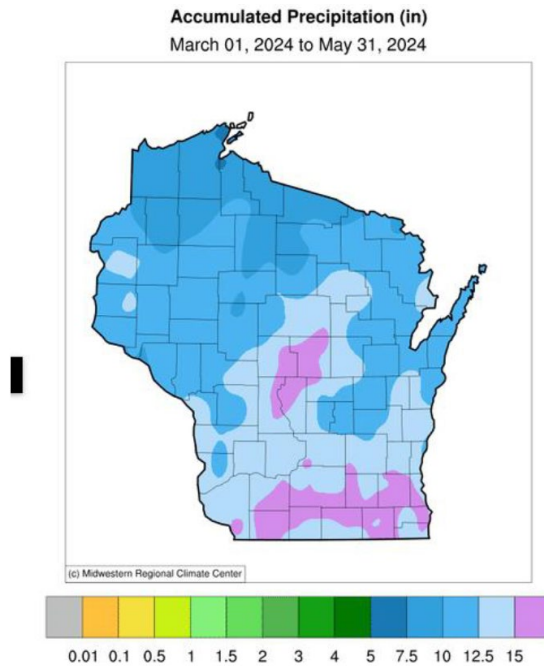 Accumulated Precipitation (in)
March 01, 2024 to May 31, 2024
(c) Midwestern Regional Climate Center
0.01 0.1 0.5 1 1.5 2 3 4 5 7.5 10 12.5 15